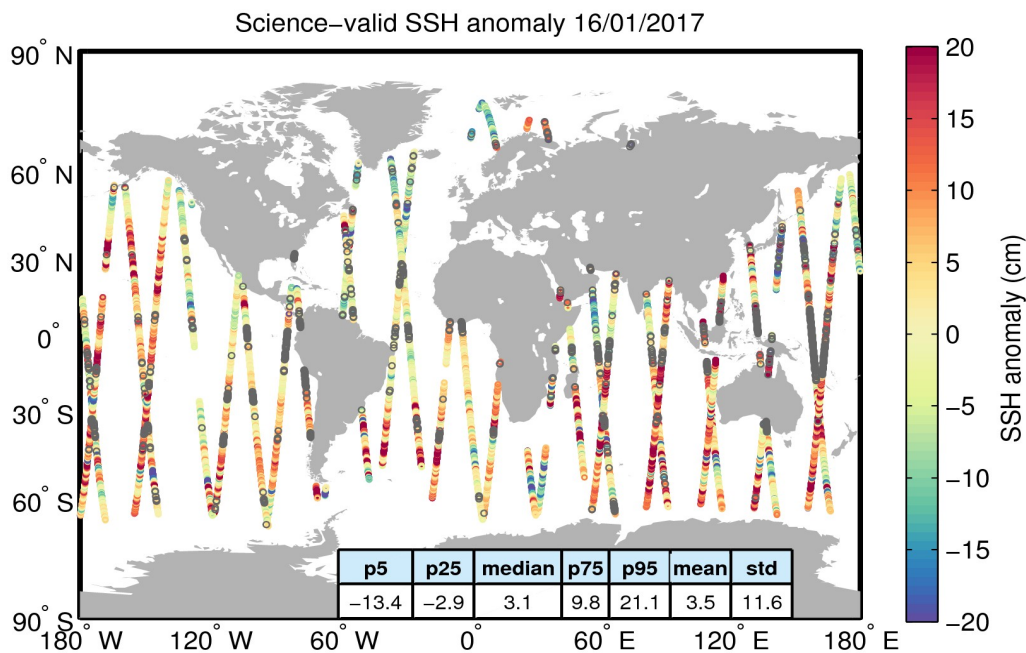 Science−valid SSH anomaly 16/01/2017
90° N
60° N
30° N
0°
30° S
60° S
90° S
180° W
120° W
60° W
0°
60° E
120° E
180° E
p5 p25 median p75 p95 mean std
−13.4 −2.9 3.1 9.8 21.1 3.5 11.6
20
15
10
5
0
−5
−10
−15
−20
SSH anomaly (cm)